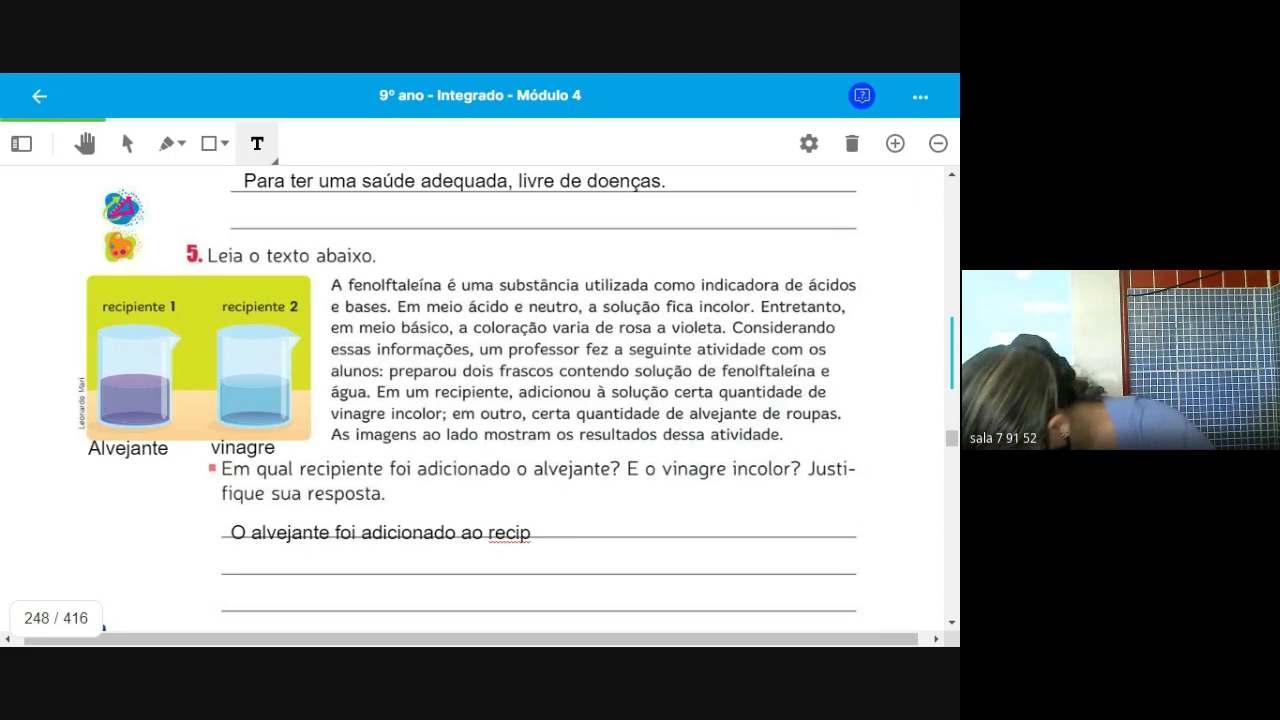 9º ano - Integrado - Módulo 4
T
Para ter uma saúde adequada, livre de doenças.
5. Leia o texto abaixo.
recipiente 1
recipiente 2
Leonardo Mari
Alvejante
vinagre
A fenolftaleína é uma substância utilizada como indicadora de ácidos
e bases. Em meio ácido e neutro, a solução fica incolor. Entretanto,
em meio básico, a coloração varia de rosa a violeta. Considerando
essas informações, um professor fez a seguinte atividade com os
alunos: preparou dois frascos contendo solução de fenolftaleína e
água. Em um recipiente, adicionou à solução certa quantidade de
vinagre incolor; em outro, certa quantidade de alvejante de roupas.
As imagens ao lado mostram os resultados dessa atividade.
Em qual recipiente foi adicionado o alvejante? E o vinagre incolor? Justi-
fique sua resposta.
O alvejante foi adicionado ao recip
248 / 416
sala 7 91 52